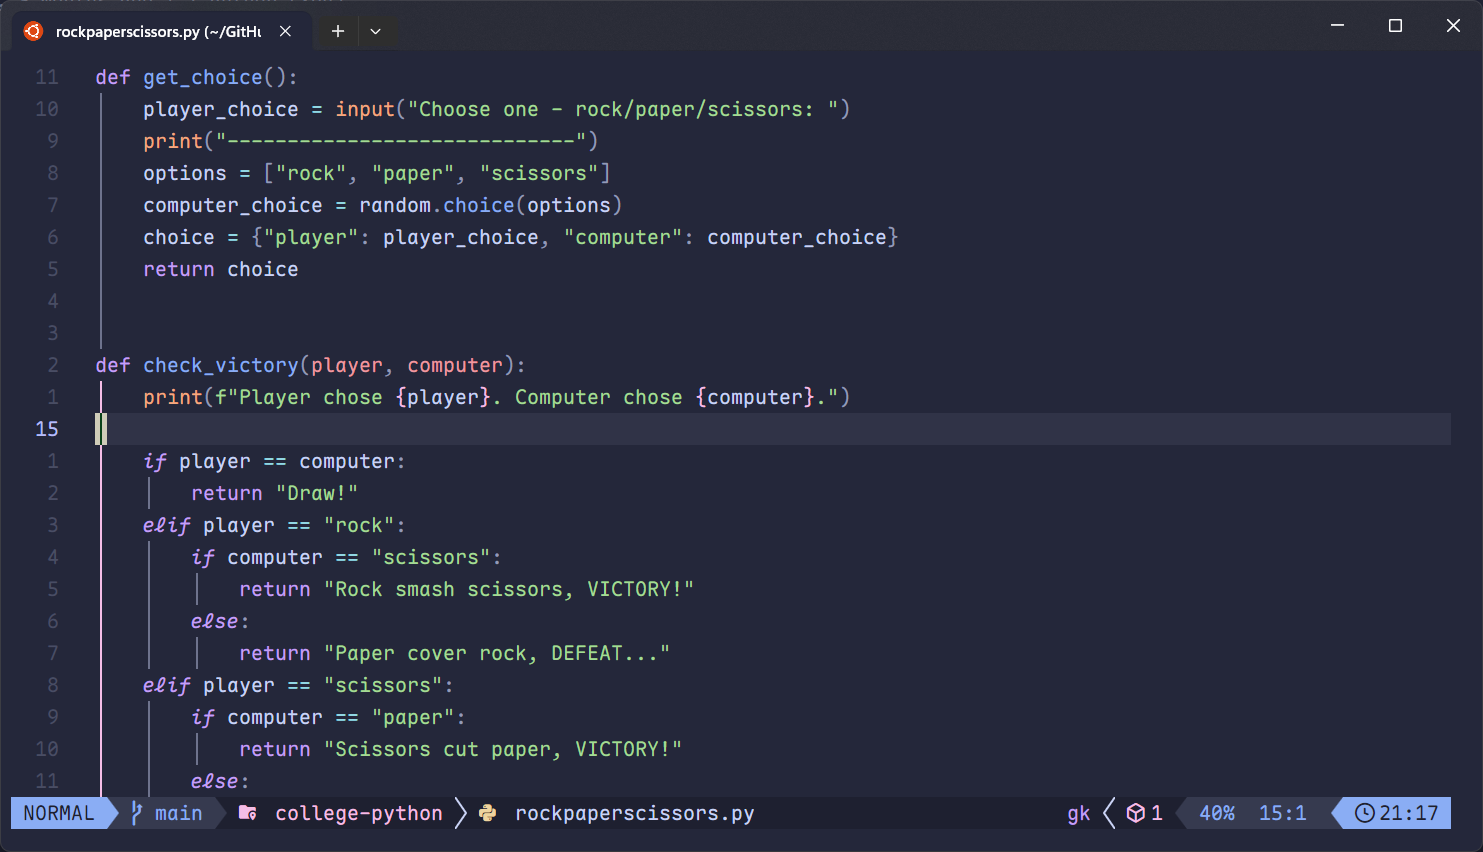 rockpaperscissors.py (~/GitHu
11 def get_choice():
10     player_choice = input("Choose one - rock/paper/scissors: ")
9     print("-----------------------------")
8     options = ["rock", "paper", "scissors"]
7     computer_choice = random.choice(options)
6     choice = {"player": player_choice, "computer": computer_choice}
5     return choice
4
3
2 def check_victory(player, computer):
1     print(f"Player chose {player}. Computer chose {computer}.")
15
1     if player == computer:
2         return "Draw!"
3     elif player == "rock":
4         if computer == "scissors":
5             return "Rock smash scissors, VICTORY!"
6         else:
7             return "Paper cover rock, DEFEAT..."
8     elif player == "scissors":
9         if computer == "paper":
10             return "Scissors cut paper, VICTORY!"
11         else:
NORMAL main college-python rockpaperscissors.py gk 1 40% 15:1 21:17